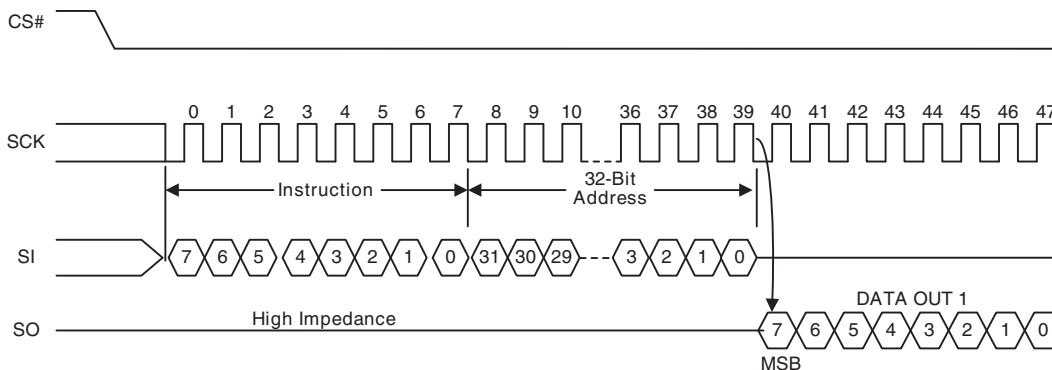 CS#
0 1 2 3 4 5 6 7 8 9 10 36 37 38 39 40 41 42 43 44 45 46 47
SCK
Instruction
32-Bit
Address
SI
7 6 5 4 3 2 1 0 31 30 29 3 2 1 0
DATA OUT 1
High Impedance
SO
7 6 5 4 3 2 1 0
MSB